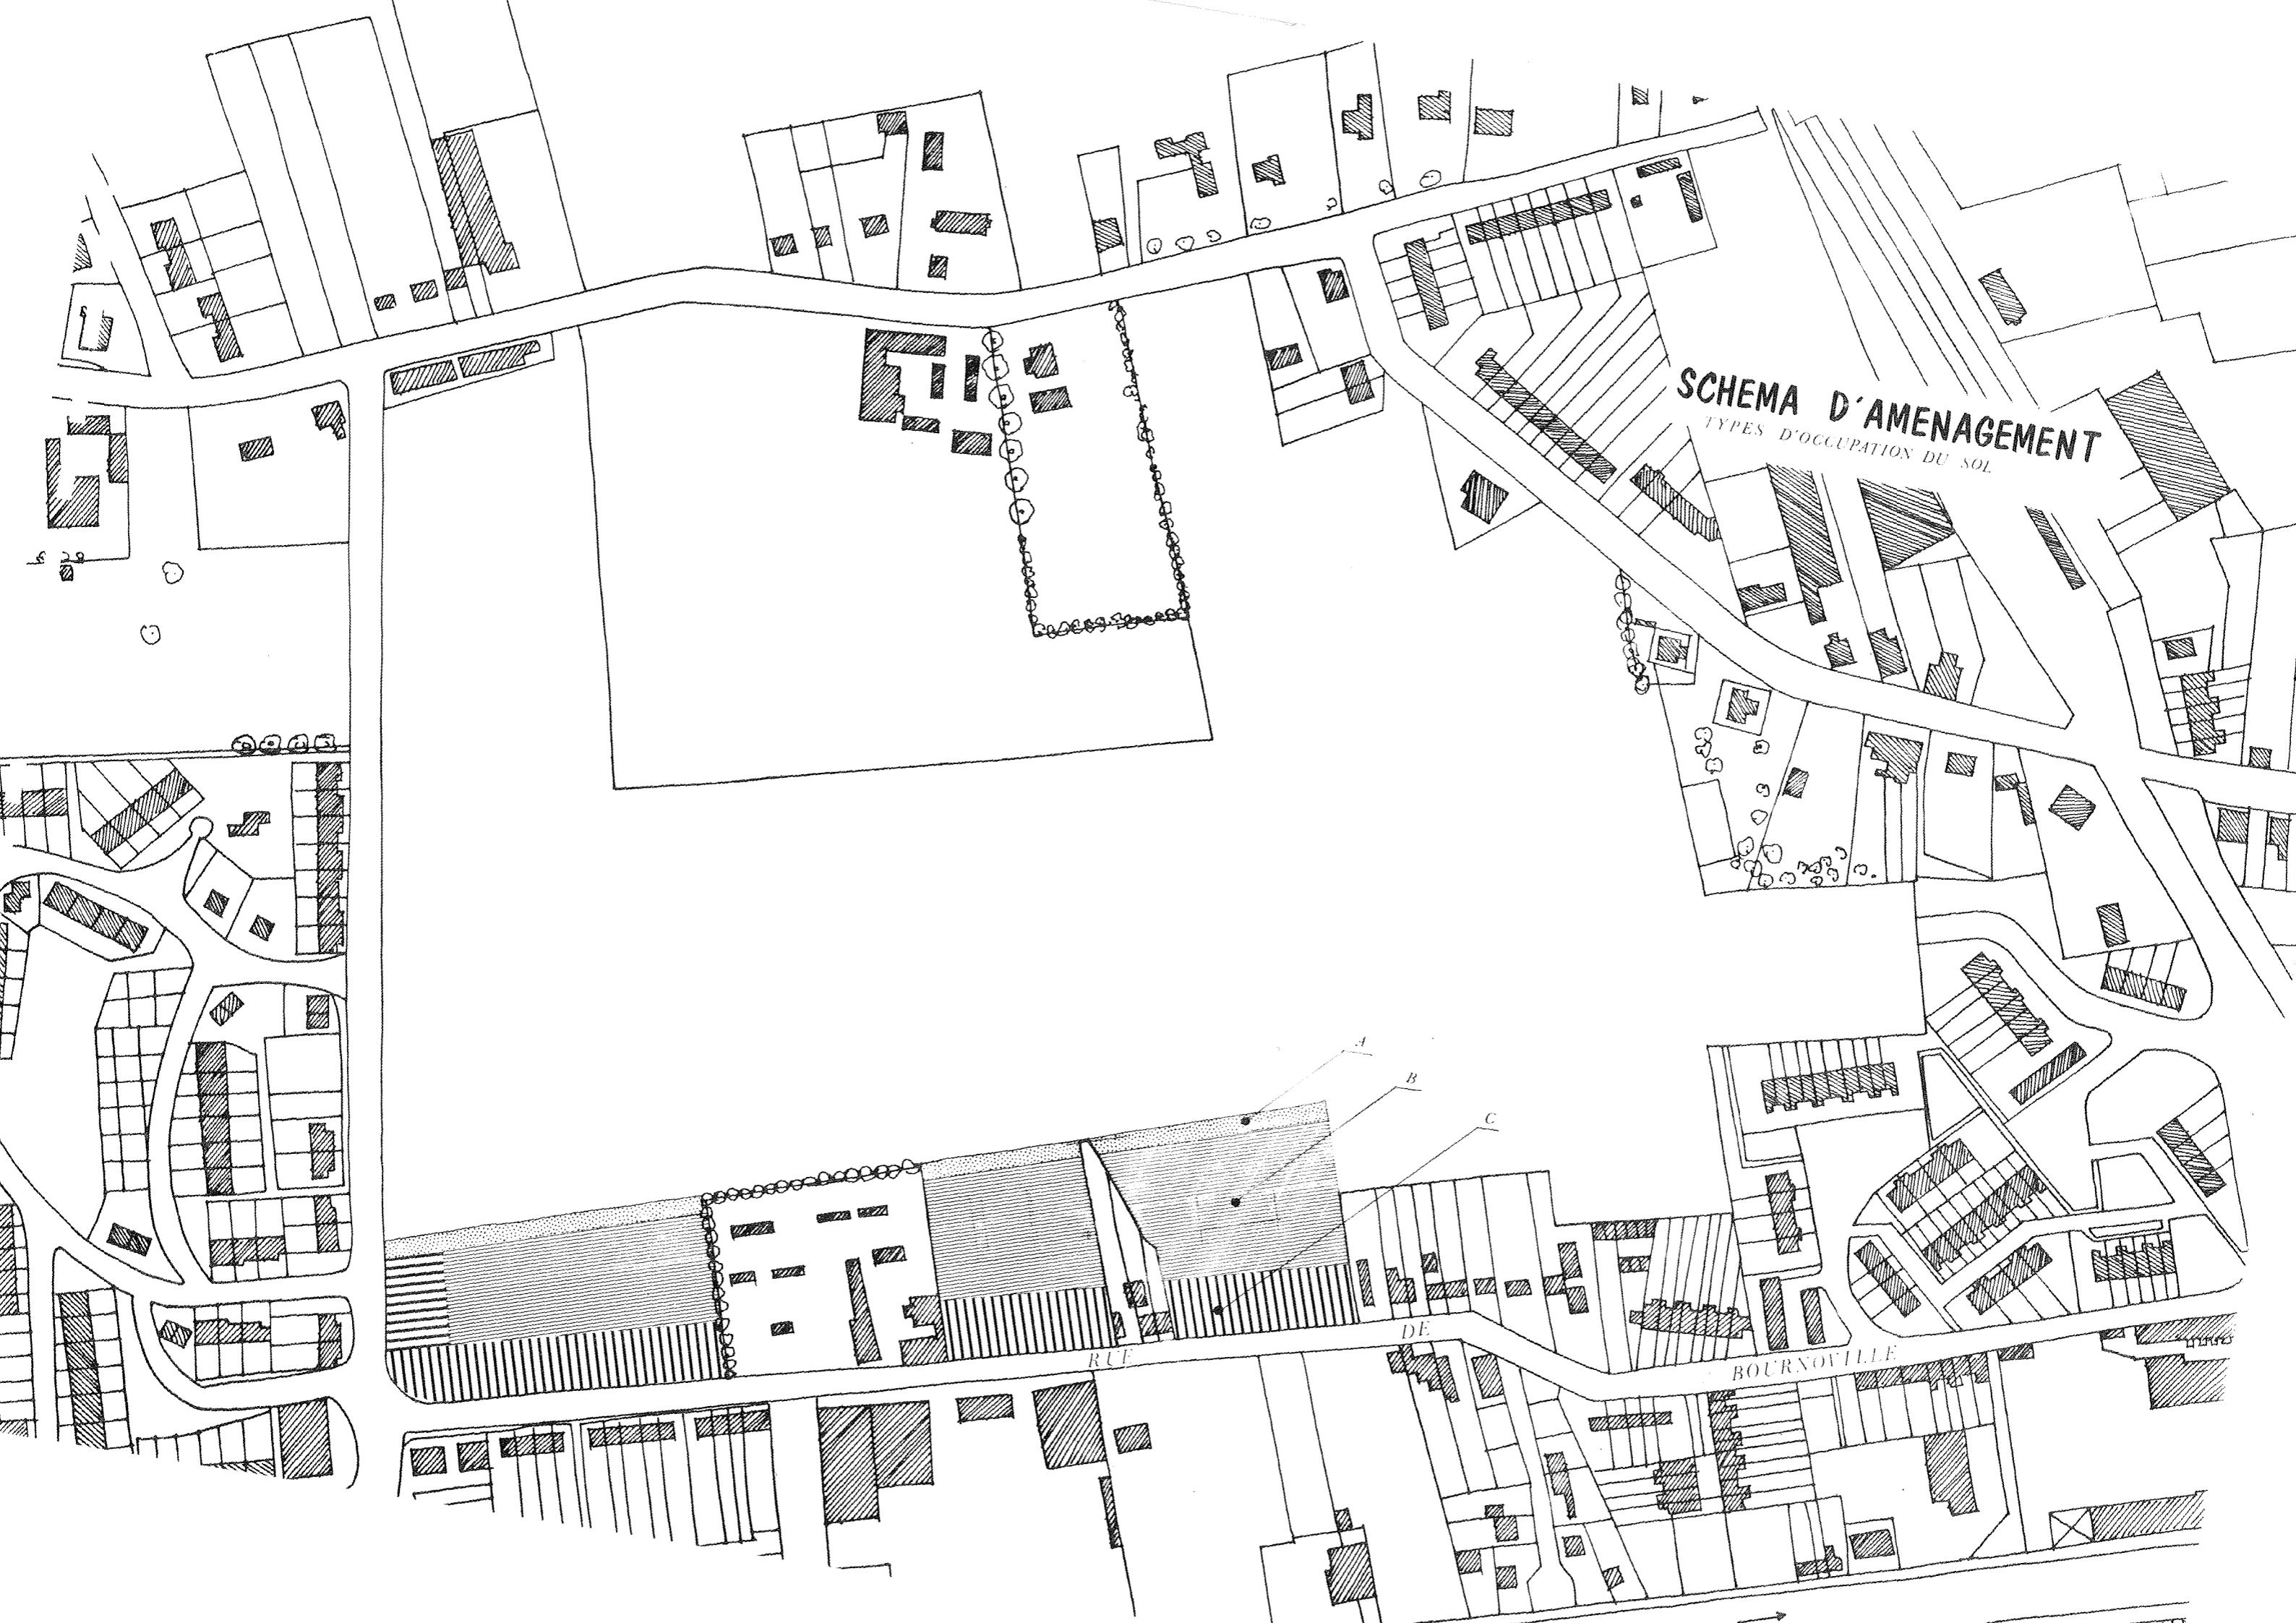 SCHEMA D'AMENAGEMENT
TYPES D'OCCUPATION DU SOL
A
B
C
RUE DE BOURNOVILLE